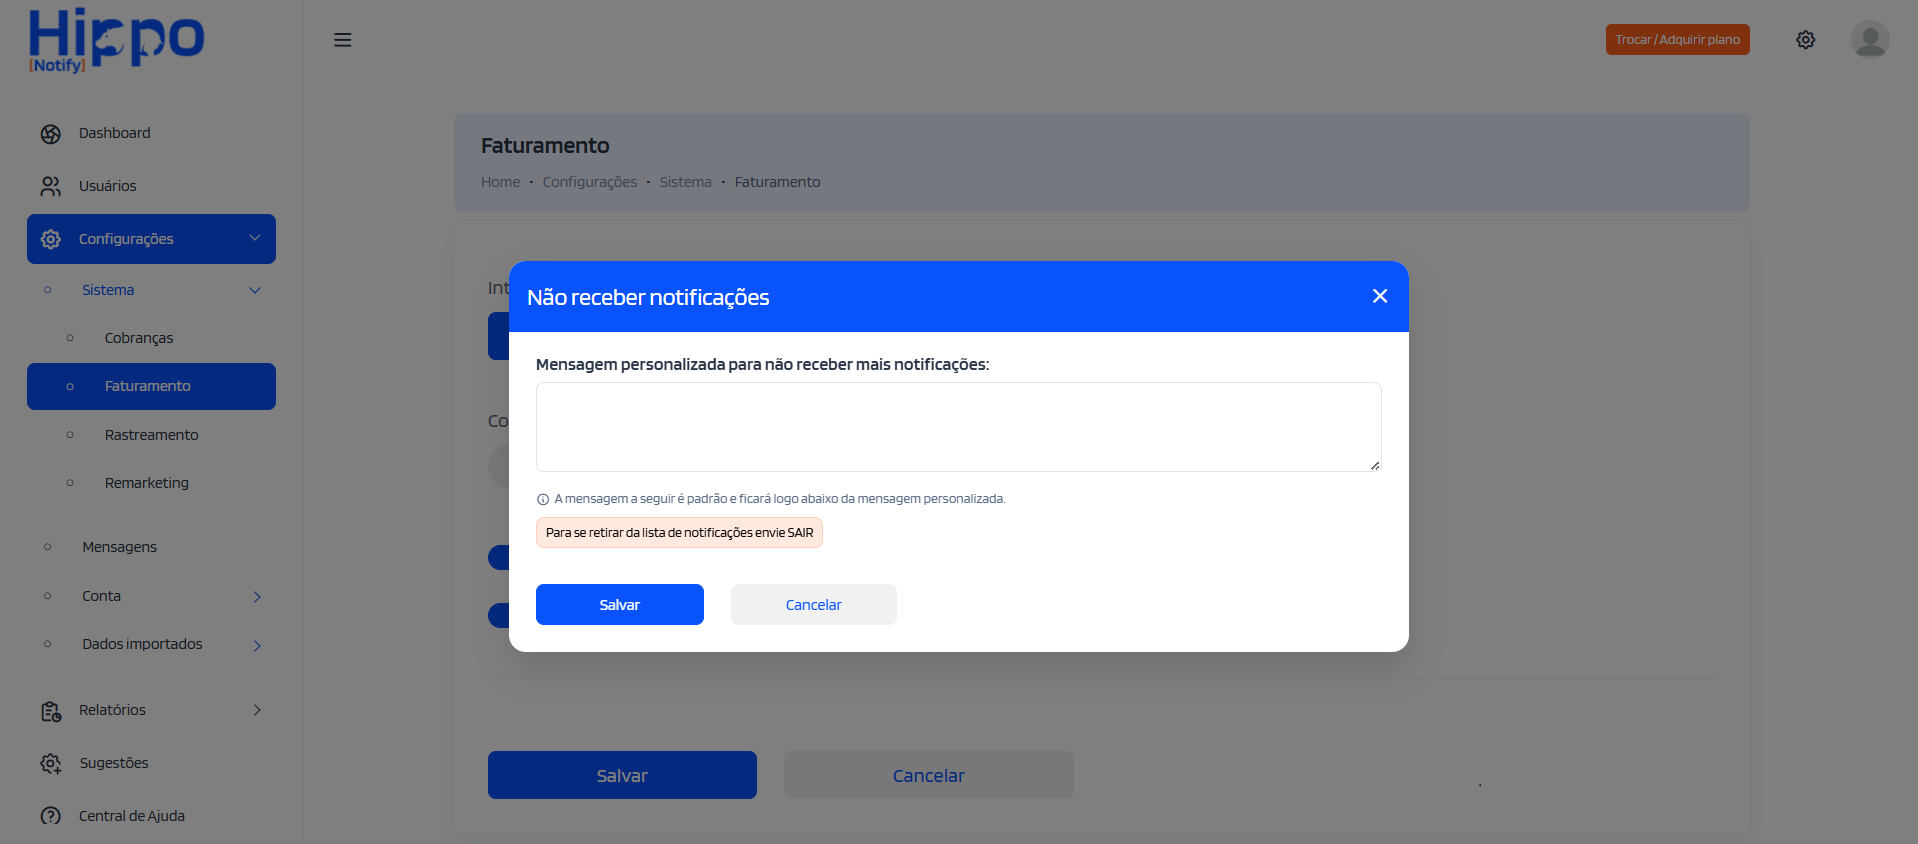 Hippo
[Notify]
Trocar / Adquirir plano
Dashboard
Usuários
Configurações
Sistema
Cobranças
Faturamento
Rastreamento
Remarketing
Mensagens
Conta
Dados importados
Relatórios
Sugestões
Central de Ajuda
Faturamento
Home • Configurações • Sistema • Faturamento
Int
Co
Não receber notificações
Mensagem personalizada para não receber mais notificações:
A mensagem a seguir é padrão e ficará logo abaixo da mensagem personalizada.
Para se retirar da lista de notificações envie SAIR
Salvar Cancelar
Salvar Cancelar
.